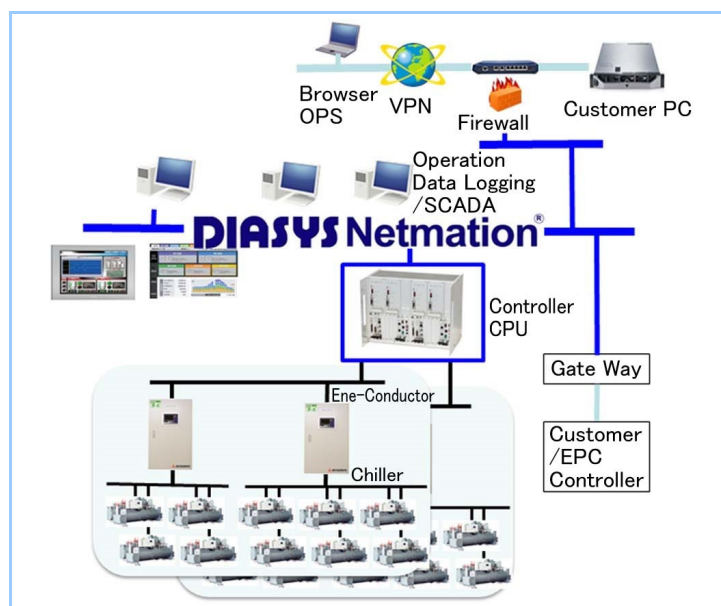 Browser
OPS
VPN
Firewall
Customer PC
Operation
Data Logging
/SCADA
DIASYS Netmation®
Controller
CPU
Ene-Conductor
Gate Way
Chiller
Customer
/EPC
Controller